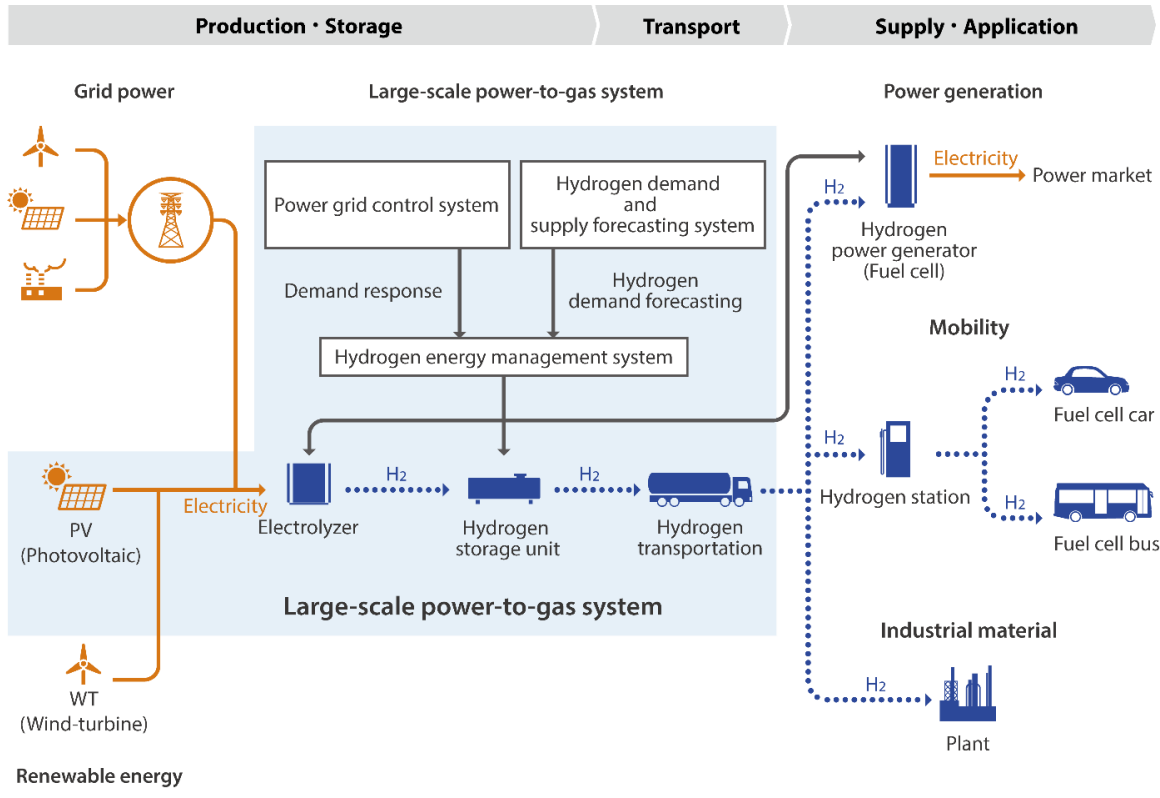 Production・Storage
Transport
Supply・Application
Grid power
Large-scale power-to-gas system
Power generation
Power grid control system
Hydrogen demand
and
supply forecasting system
Electricity
Power market
H2
Hydrogen
power generator
(Fuel cell)
Demand response
Hydrogen
demand forecasting
Hydrogen energy management system
Mobility
H2
Fuel cell car
H2
Hydrogen station
H2
Fuel cell bus
PV
(Photovoltaic)
Electricity
Electrolyzer
H2
Hydrogen
storage unit
H2
Hydrogen
transportation
Large-scale power-to-gas system
Industrial material
H2
Plant
WT
(Wind-turbine)
Renewable energy